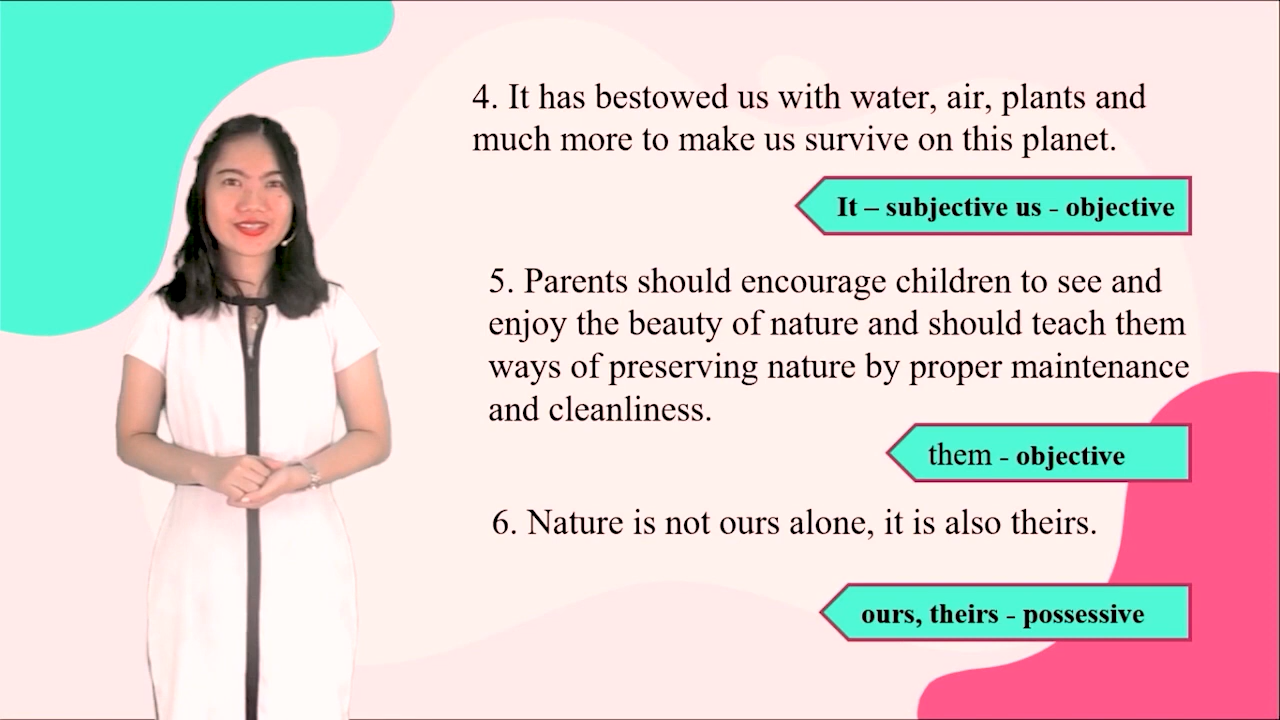 4. It has bestowed us with water, air, plants and
much more to make us survive on this planet.
It – subjective us - objective
5. Parents should encourage children to see and
enjoy the beauty of nature and should teach them
ways of preserving nature by proper maintenance
and cleanliness.
them - objective
6. Nature is not ours alone, it is also theirs.
ours, theirs - possessive